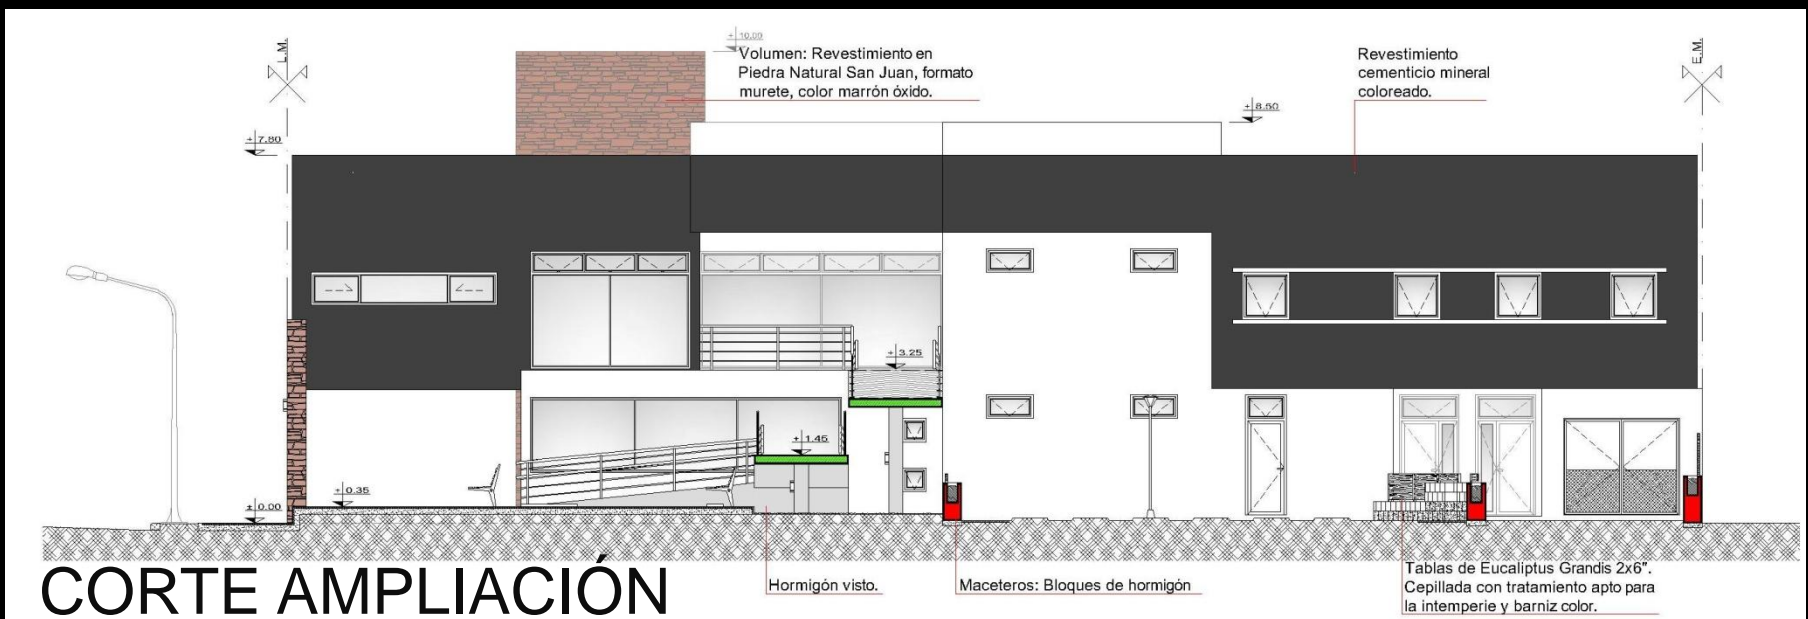 L.M.
+ 10.00
Volumen: Revestimiento en
Piedra Natural San Juan, formato
murete, color marrón óxido.
Revestimiento
cementicio mineral
coloreado.
E.M.
+ 8.50
+ 7.80
+ 3.25
+ 1.45
+ 0.35
+ 0.00
Hormigón visto.
Maceteros: Bloques de hormigón
Tablas de Eucaliptus Grandis 2x6".
Cepillada con tratamiento apto para
la intemperie y barniz color.
CORTE AMPLIACIÓN